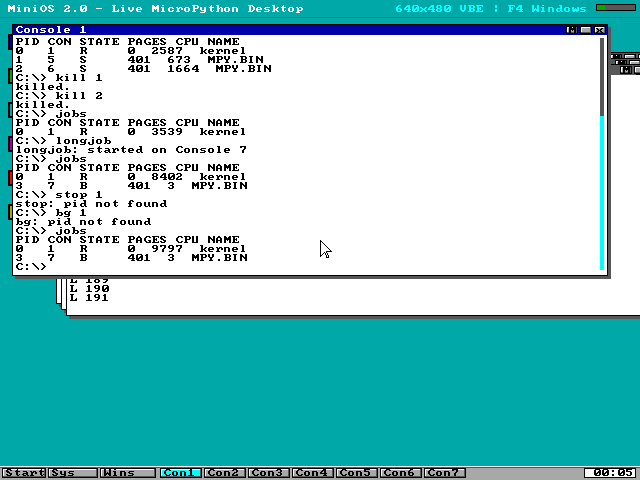 MiniOS 2.0 - Live MicroPython Desktop
640x480 VBE | F4 Windows
Console 1
PID CON STATE PAGES CPU NAME
0 1 R 0 2587 kernel
1 5 S 401 673 MPY.BIN
2 6 S 401 1664 MPY.BIN
C:\> kill 1
killed.
C:\> kill 2
killed.
C:\> jobs
PID CON STATE PAGES CPU NAME
0 1 R 0 3539 kernel
C:\> longjob
longjob: started on Console 7
C:\> jobs
PID CON STATE PAGES CPU NAME
0 1 R 0 8402 kernel
3 7 B 401 3 MPY.BIN
C:\> stop 1
stop: pid not found
C:\> bg 1
bg: pid not found
C:\> jobs
PID CON STATE PAGES CPU NAME
0 1 R 0 9797 kernel
3 7 B 401 3 MPY.BIN
C:\>
L 189
L 190
L 191
Start Sys Wins Con1 Con2 Con3 Con4 Con5 Con6 Con7 00:05